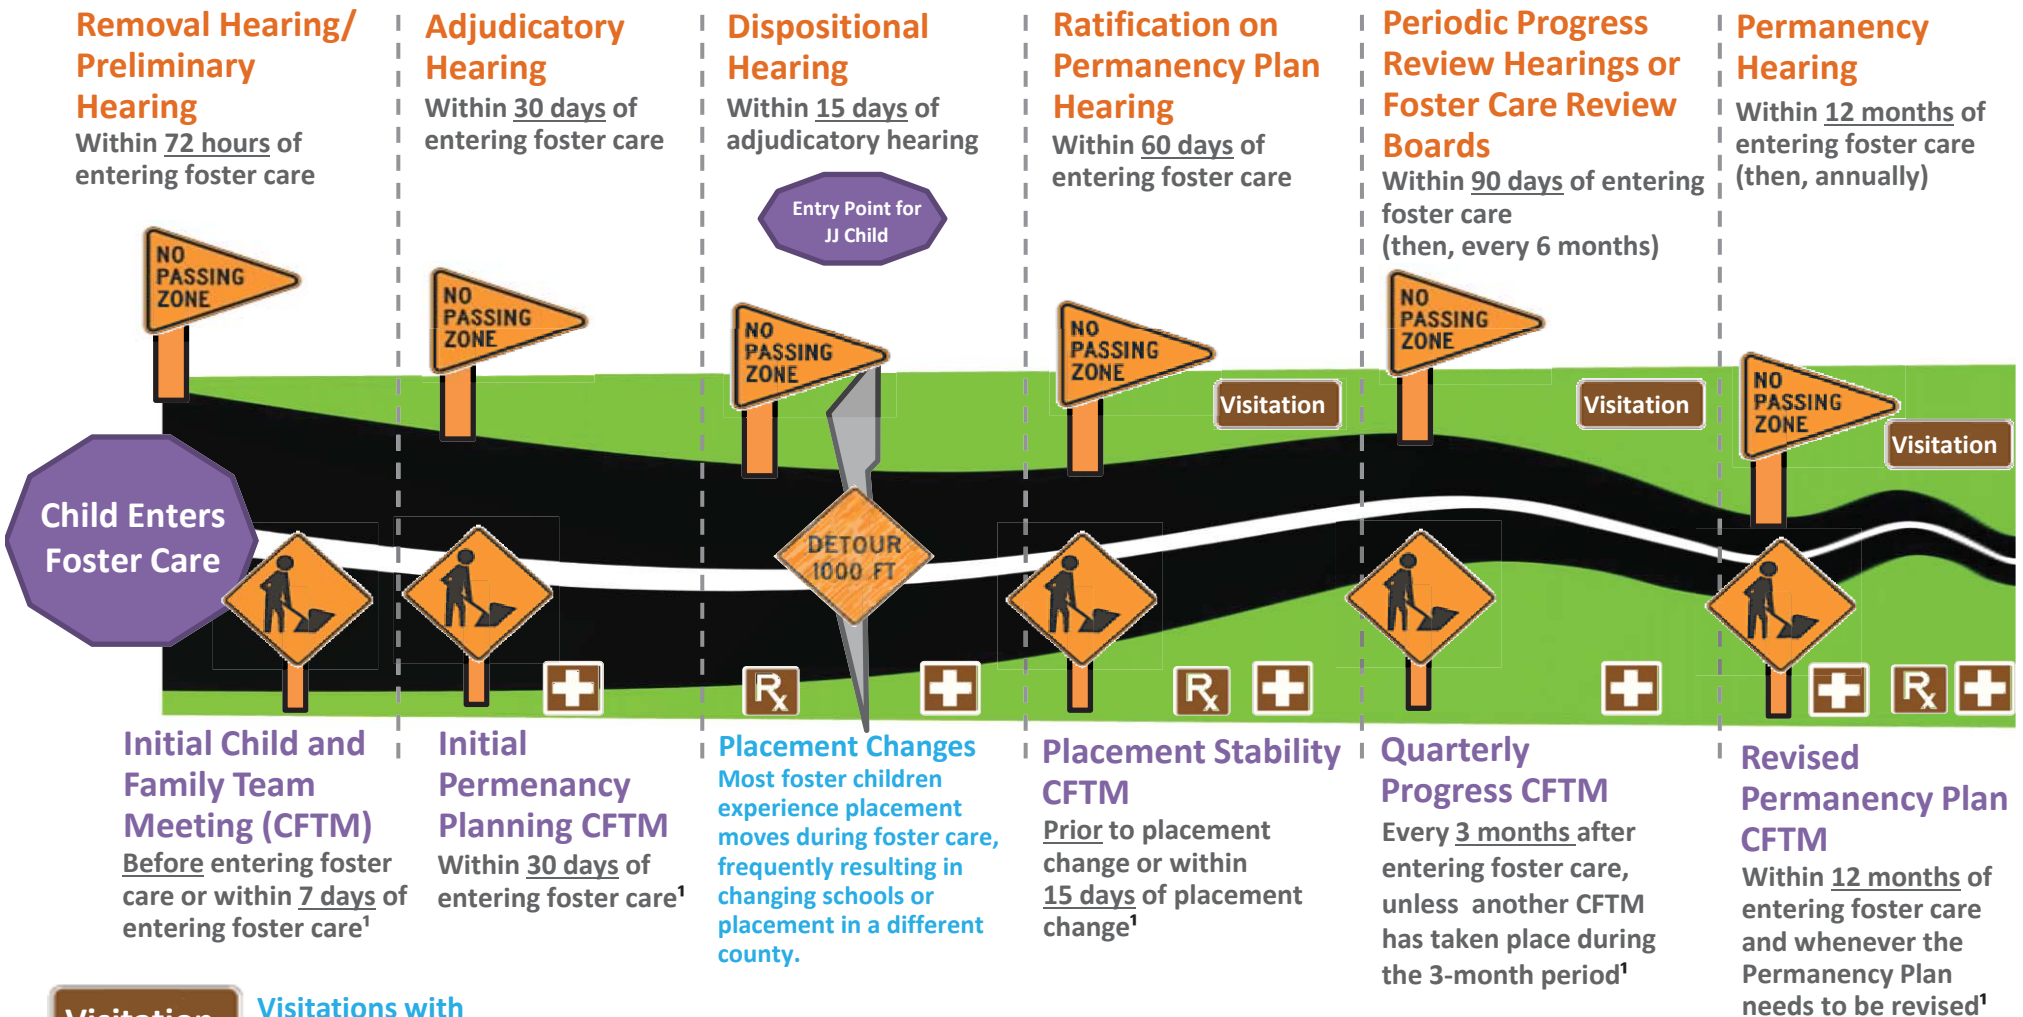 Removal Hearing/
Preliminary
Hearing
Within 72 hours of
entering foster care
Adjudicatory
Hearing
Within 30 days of
entering foster care
Dispositional
Hearing
Within 15 days of
adjudicatory hearing
Entry Point for
JJ Child
Ratification on
Permanency Plan
Hearing
Within 60 days of
entering foster care
Periodic Progress
Review Hearings or
Foster Care Review
Boards
Within 90 days of entering
foster care
(then, every 6 months)
Permanency
Hearing
Within 12 months of
entering foster care
(then, annually)
NO
PASSING
ZONE
NO
PASSING
ZONE
NO
PASSING
ZONE
NO
PASSING
ZONE
Visitation
NO
PASSING
ZONE
Visitation
NO
PASSING
ZONE
Visitation
Child Enters
Foster Care
DETOUR
1000 FT
Rx
Rx
Rx
Initial Child and
Family Team
Meeting (CFTM)
Before entering foster
care or within 7 days of
entering foster care¹
Initial
Permenancy
Planning CFTM
Within 30 days of
entering foster care¹
Placement Changes
Most foster children
experience placement
moves during foster care,
frequently resulting in
changing schools or
placement in a different
county.
Placement Stability
CFTM
Prior to placement
change or within
15 days of placement
change¹
Quarterly
Progress CFTM
Every 3 months after
entering foster care,
unless another CFTM
has taken place during
the 3-month period¹
Revised
Permanency Plan
CFTM
Within 12 months of
entering foster care
and whenever the
Permanency Plan
needs to be revised¹
Visitation
Visitations with